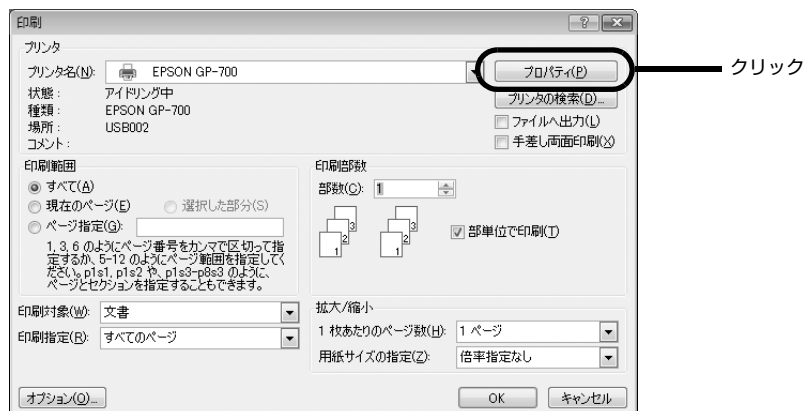 印刷
プリンタ
プリンタ名(N): EPSON GP-700 プロパティ(P)
クリック
状態: アイドリング中 プリンタの検索(D)...
種類: EPSON GP-700
場所: USB002 ファイルへ出力(L)
コメント: 手差し両面印刷(X)
印刷範囲
すべて(A)
現在のページ(E) 選択した部分(S)
ページ指定(G):
1, 3, 6 のようにページ番号をカンマで区切って指
定するか、5-12 のようにページ範囲を指定してく
ださい。p1s1, p1s2 や、p1s3-p8s3 のように、
ページとセクションを指定することもできます。
印刷部数
部数(C): 1
1 2 3 1 2 3
部単位で印刷(T)
印刷対象(W): 文書
印刷指定(R): すべてのページ
拡大/縮小
1 枚あたりのページ数(H): 1 ページ
用紙サイズの指定(Z): 倍率指定なし
オプション(O)... OK キャンセル